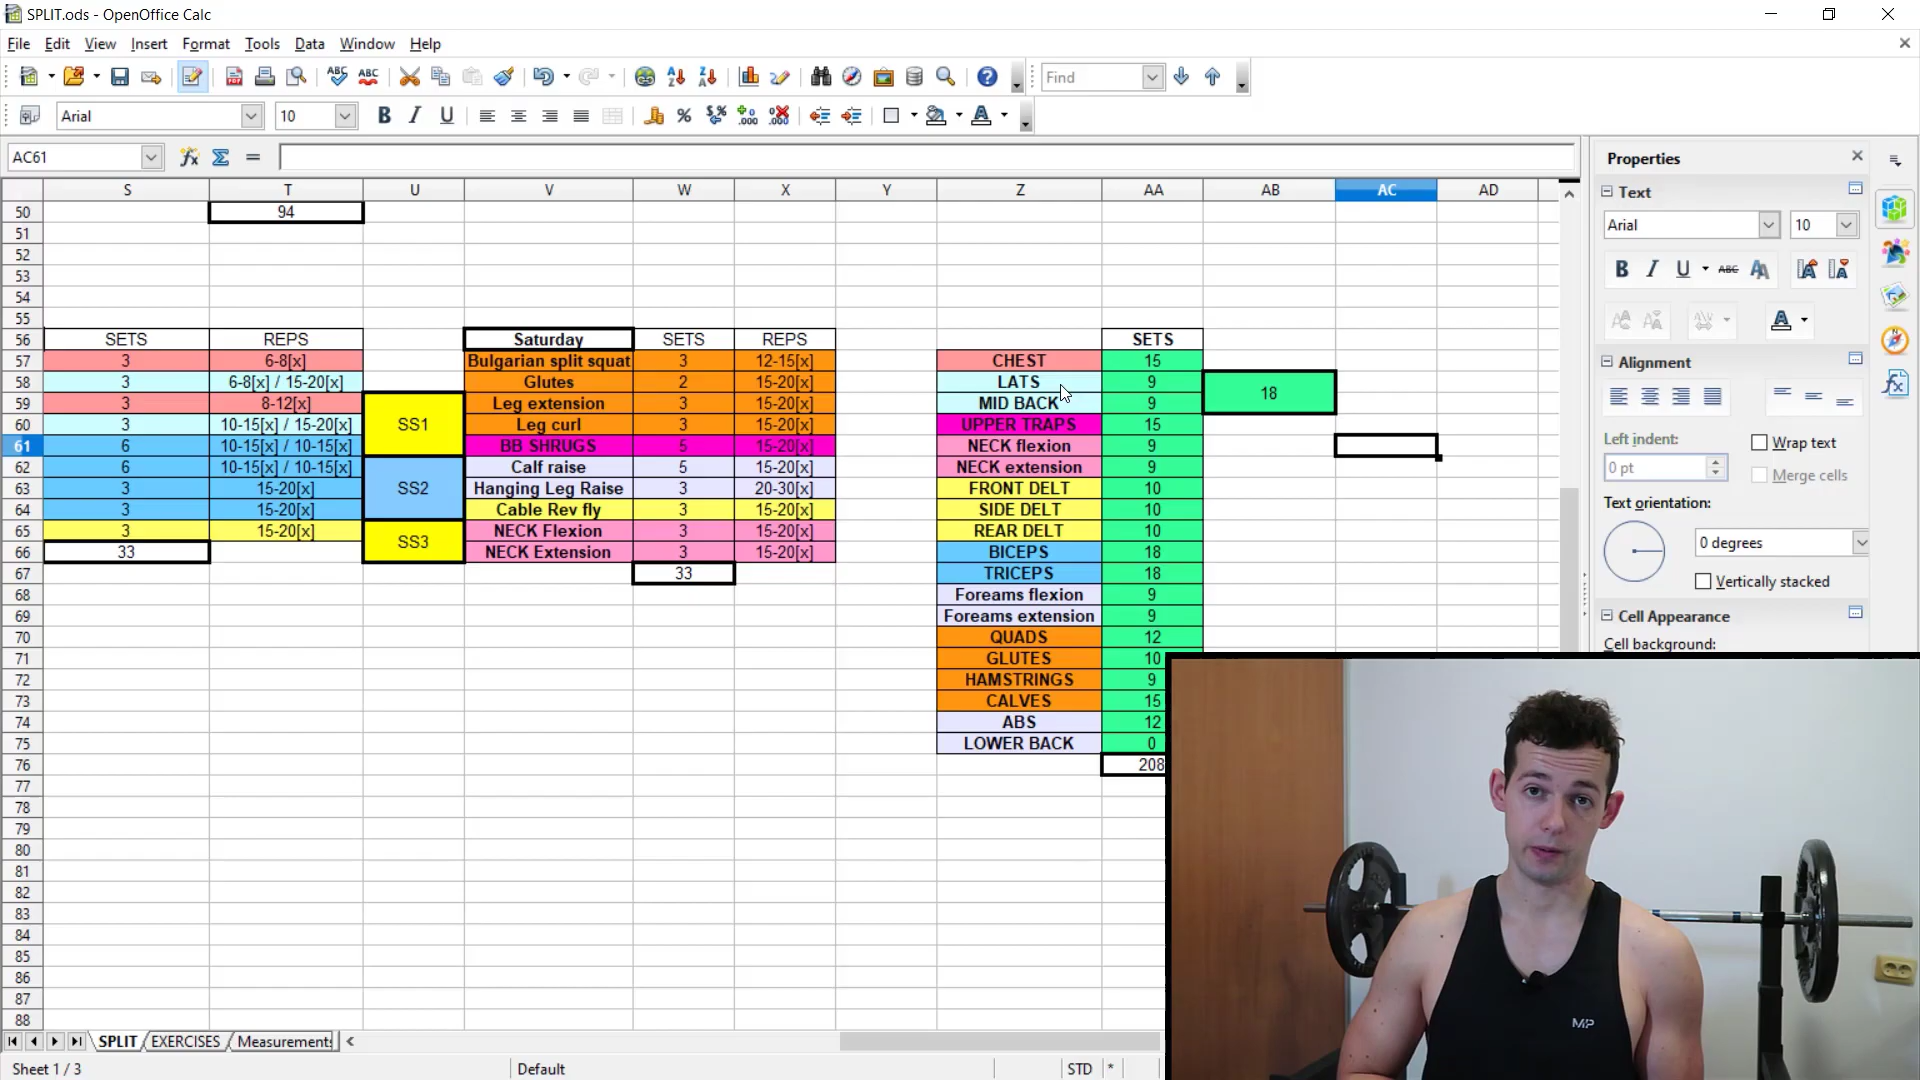 SPLIT.ods - OpenOffice Calc
File Edit View Insert Format Tools Data Window Help
Find
Arial 10
AC61
S T U V W X Y Z AA AB AC AD
50 94
51
52
53
54
55
56 SETS REPS Saturday SETS REPS SETS
57 3 6-8[x] Bulgarian split squat 3 12-15[x] CHEST 15
58 3 6-8[x] / 15-20[x] Glutes 2 15-20[x] LATS 9
18
59 3 8-12[x] Leg extension 3 15-20[x] MID BACK 9
60 3 10-15[x] / 15-20[x] SS1 Leg curl 3 15-20[x] UPPER TRAPS 15
61 6 10-15[x] / 10-15[x] BB SHRUGS 5 15-20[x] NECK flexion 9
62 6 10-15[x] / 10-15[x] Calf raise 5 15-20[x] NECK extension 9
63 3 15-20[x] SS2 Hanging Leg Raise 3 20-30[x] FRONT DELT 10
64 3 15-20[x] Cable Rev fly 3 15-20[x] SIDE DELT 10
65 3 15-20[x] NECK Flexion 3 15-20[x] REAR DELT 10
SS3
66 33 NECK Extension 3 15-20[x] BICEPS 18
67 33 TRICEPS 18
68 Foreams flexion 9
69 Foreams extension 9
70 QUADS 12
71 GLUTES 10
72 HAMSTRINGS 9
73 CALVES 15
74 ABS 12
75 LOWER BACK 0
76 208
77
78
79
80
81
82
83
84
85
86
87
88
SPLIT EXERCISES Measurements
Sheet 1 / 3 Default STD *
Properties
Text
Arial 10
Alignment
Left indent: Wrap text
0 pt Merge cells
Text orientation:
0 degrees
Vertically stacked
Cell Appearance
Cell background:
MP